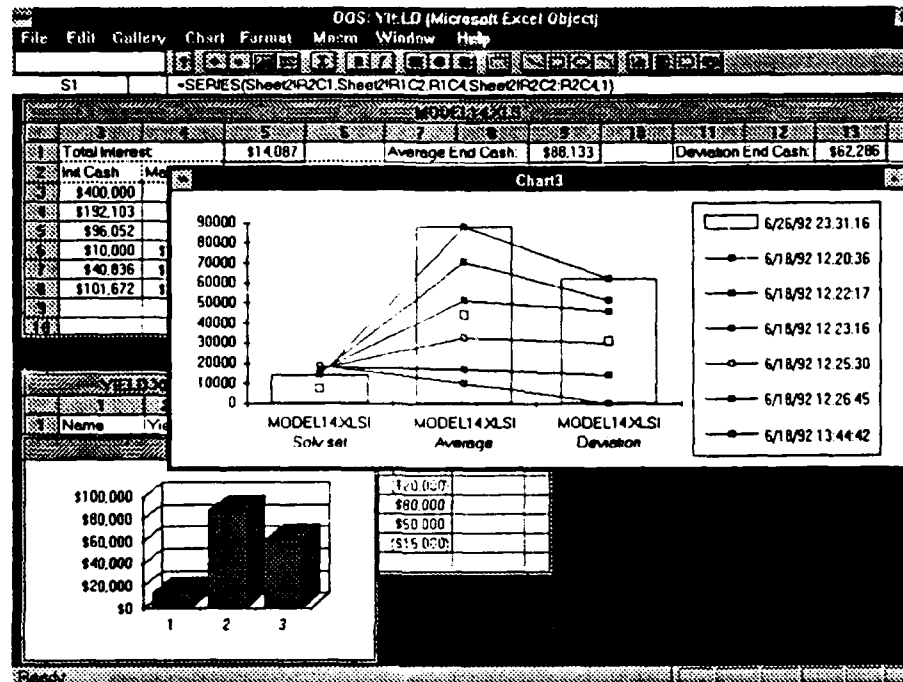 DOS: YIELD (Microsoft Excel Object)
File Edit Gallery Chart Format Macro Window Help
S1 =SERIES(Sheet2!R2C1,Sheet2!R1C2:R1C4,Sheet2!R2C2:R2C4,1)
MODEL14.XLS
3 4 5 6 7 8 9 10 11 12 13
1 Total Interest: $14,087 Average End Cash: $88,133 Deviation End Cash: $62,286
2 Init Cash
3 $400,000
4 $192,103
5 $96,052
6 $10,000 $
7 $40,836 $
8 $101,672 $
9
10
Chart3
90000
80000
70000
60000
50000
40000
30000
20000
10000
0
MODEL14.XLS! MODEL14.XLS! MODEL14.XLS!
Solv set Average Deviation
6/26/92 23.31.16
6/18/92 12.20.36
6/18/92 12.22.17
6/18/92 12.23.16
6/18/92 12.25.30
6/18/92 12.26.45
6/18/92 13:44:42
YIELD.X
1
1 Name Yie
$20,000
$80,000
$50,000
($15,000)
$100,000
$80,000
$60,000
$40,000
$20,000
$0
1 2 3
Ready